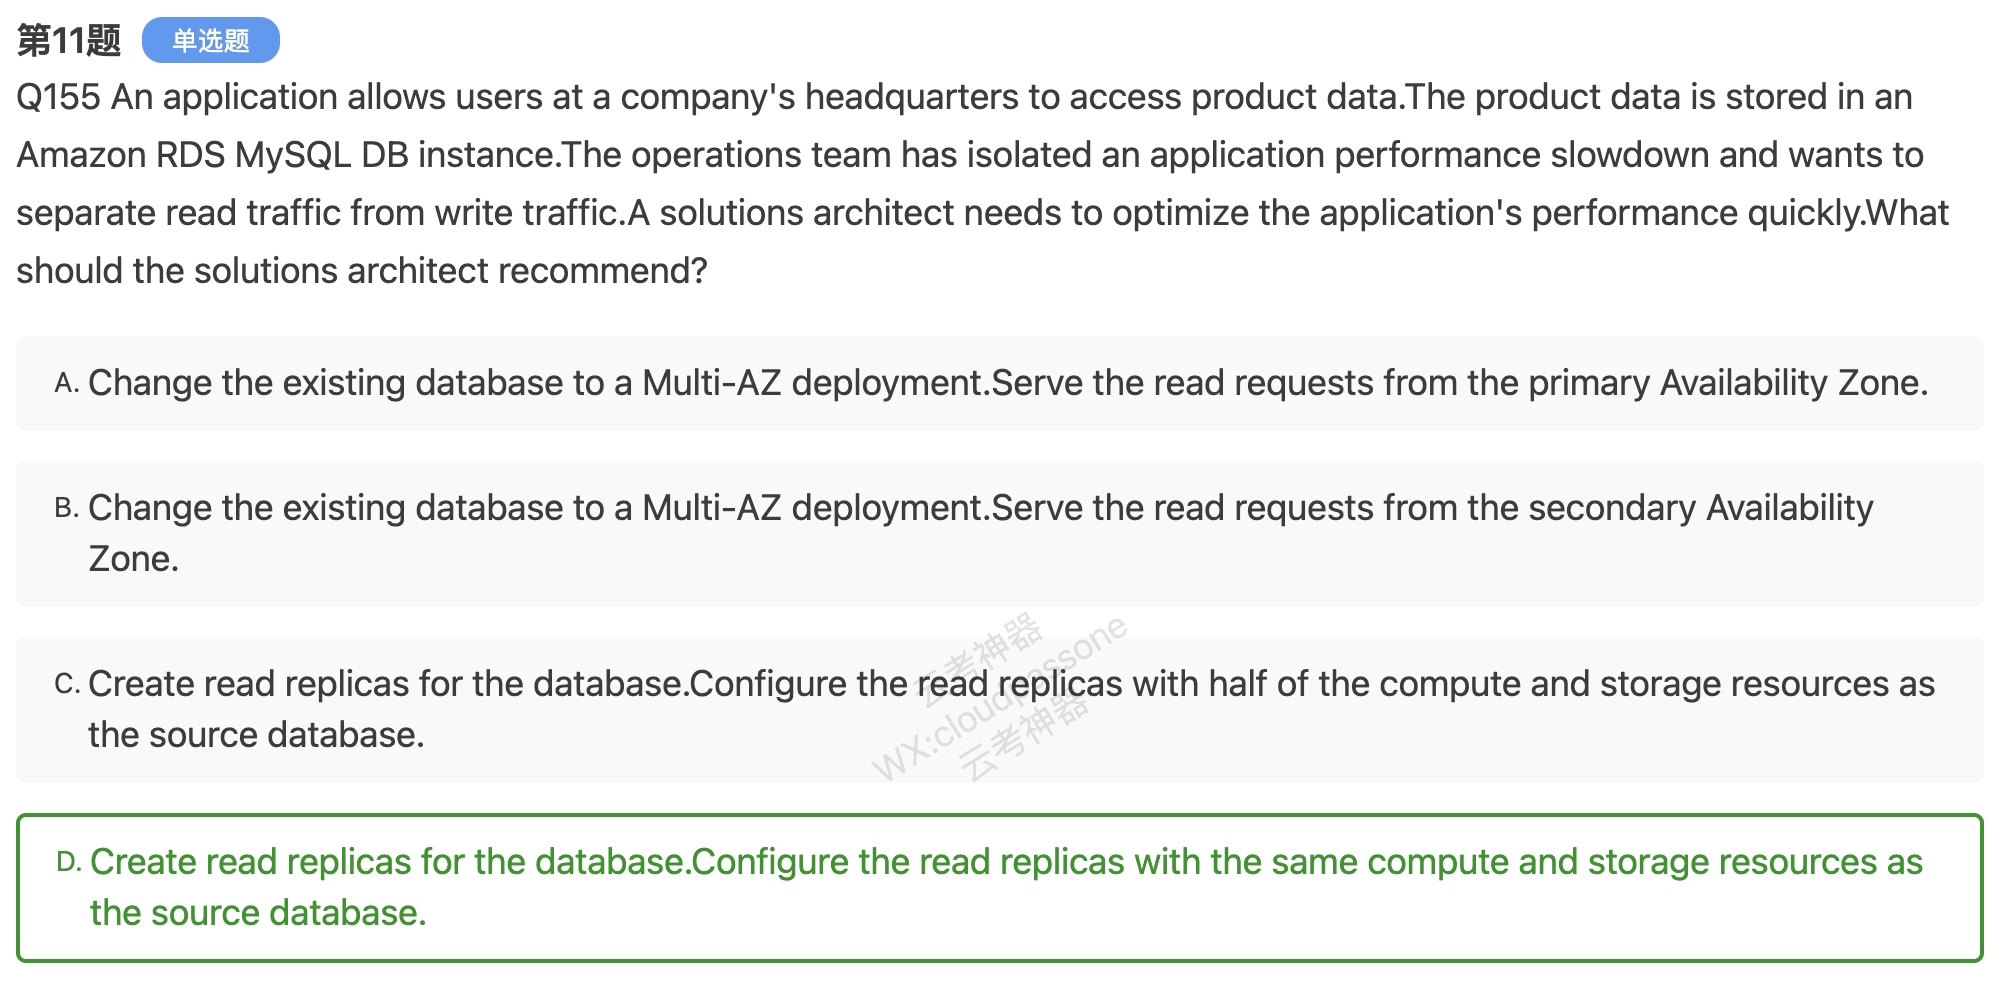 第11题 单选题
Q155 An application allows users at a company's headquarters to access product data.The product data is stored in an
Amazon RDS MySQL DB instance.The operations team has isolated an application performance slowdown and wants to
separate read traffic from write traffic.A solutions architect needs to optimize the application's performance quickly.What
should the solutions architect recommend?
A. Change the existing database to a Multi-AZ deployment.Serve the read requests from the primary Availability Zone.
B. Change the existing database to a Multi-AZ deployment.Serve the read requests from the secondary Availability
Zone.
C. Create read replicas for the database.Configure the read replicas with half of the compute and storage resources as
the source database.
云考神器
WX:cloudpassone
云考神器
D. Create read replicas for the database.Configure the read replicas with the same compute and storage resources as
the source database.